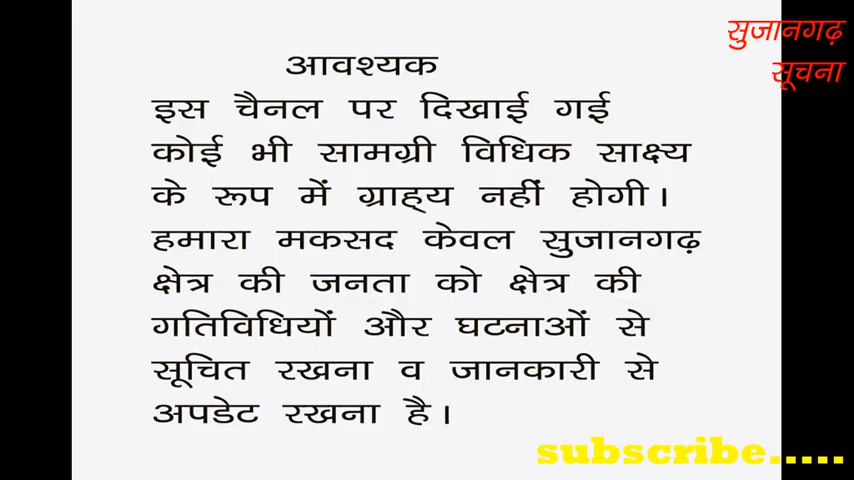 सुजानगढ़
सूचना
आवश्यक
इस चैनल पर दिखाई गई
कोई भी सामग्री विधिक साक्ष्य
के रूप में ग्राह्य नहीं होगी।
हमारा मकसद केवल सुजानगढ़
क्षेत्र की जनता को क्षेत्र की
गतिविधियों और घटनाओं से
सूचित रखना व जानकारी से
अपडेट रखना है।
subscribe.....